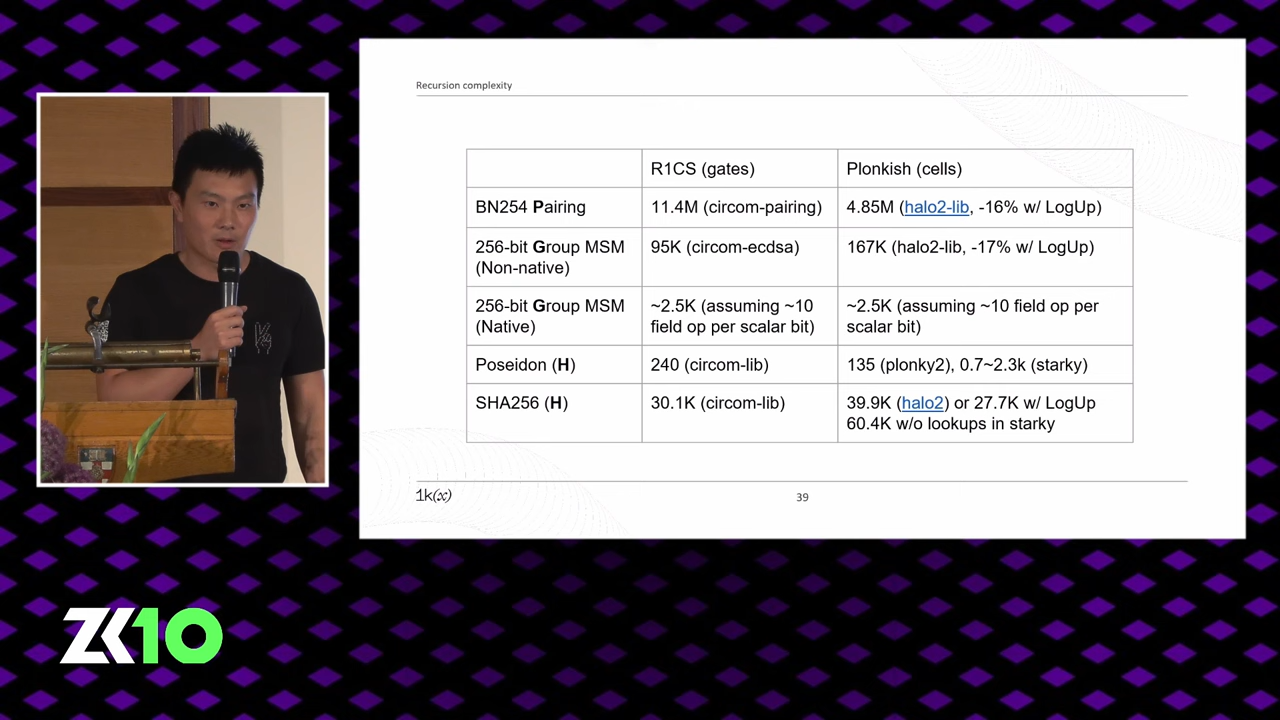 Recursion complexity
R1CS (gates)
Plonkish (cells)
BN254 Pairing
11.4M (circom-pairing)
4.85M (halo2-lib, -16% w/ LogUp)
256-bit Group MSM
(Non-native)
95K (circom-ecdsa)
167K (halo2-lib, -17% w/ LogUp)
256-bit Group MSM
(Native)
~2.5K (assuming ~10
field op per scalar bit)
~2.5K (assuming ~10 field op per
scalar bit)
Poseidon (H)
240 (circom-lib)
135 (plonky2), 0.7~2.3k (starky)
SHA256 (H)
30.1K (circom-lib)
39.9K (halo2) or 27.7K w/ LogUp
60.4K w/o lookups in starky
1k(x)
39
ZK10